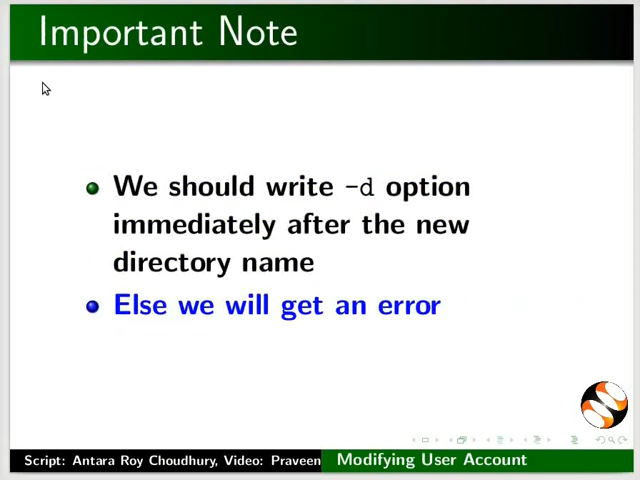 Important Note
We should write -d option
immediately after the new
directory name
Else we will get an error
Script: Antara Roy Choudhury, Video: Praveen
Modifying User Account